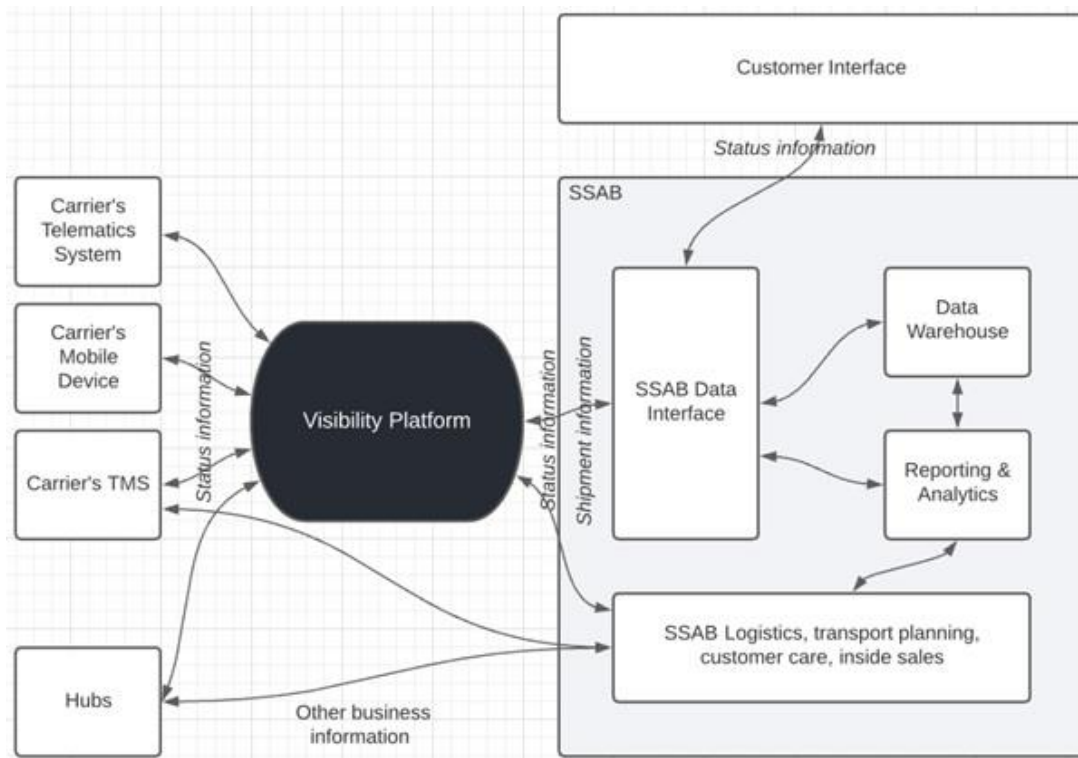 Customer Interface
Status information
SSAB
Carrier's
Telematics
System
Carrier's
Mobile
Device
Carrier's TMS
Hubs
Status information
Visibility Platform
Status information
Shipment information
SSAB Data
Interface
Data
Warehouse
Reporting &
Analytics
SSAB Logistics, transport planning,
customer care, inside sales
Other business
information